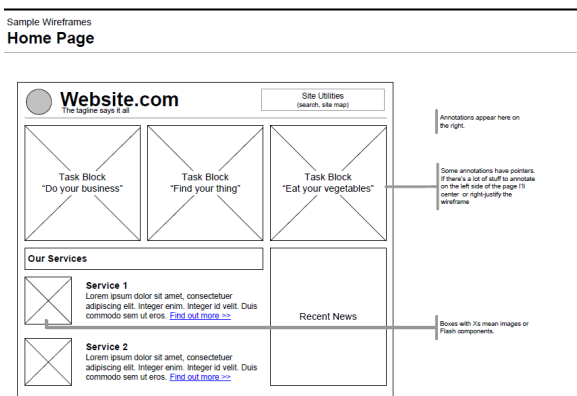 Sample Wireframes
Home Page
Website.com
The tagline says it all
Site Utilities
(search, site map)
Task Block
"Do your business"
Task Block
"Find your thing"
Task Block
"Eat your vegetables"
Our Services
Service 1
Lorem ipsum dolor sit amet, consectetuer
adipiscing elit. Integer enim. Integer id velit. Duis
commodo sem ut eros. Find out more >>
Service 2
Lorem ipsum dolor sit amet, consectetuer
adipiscing elit. Integer enim. Integer id velit. Duis
commodo sem ut eros. Find out more >>
Recent News
Annotations appear here on
the right.
Some annotations have pointers.
If there's a lot of stuff to annotate
on the left side of the page I'll
center or right-justify the
wireframe
Boxes with Xs mean images or
Flash components.